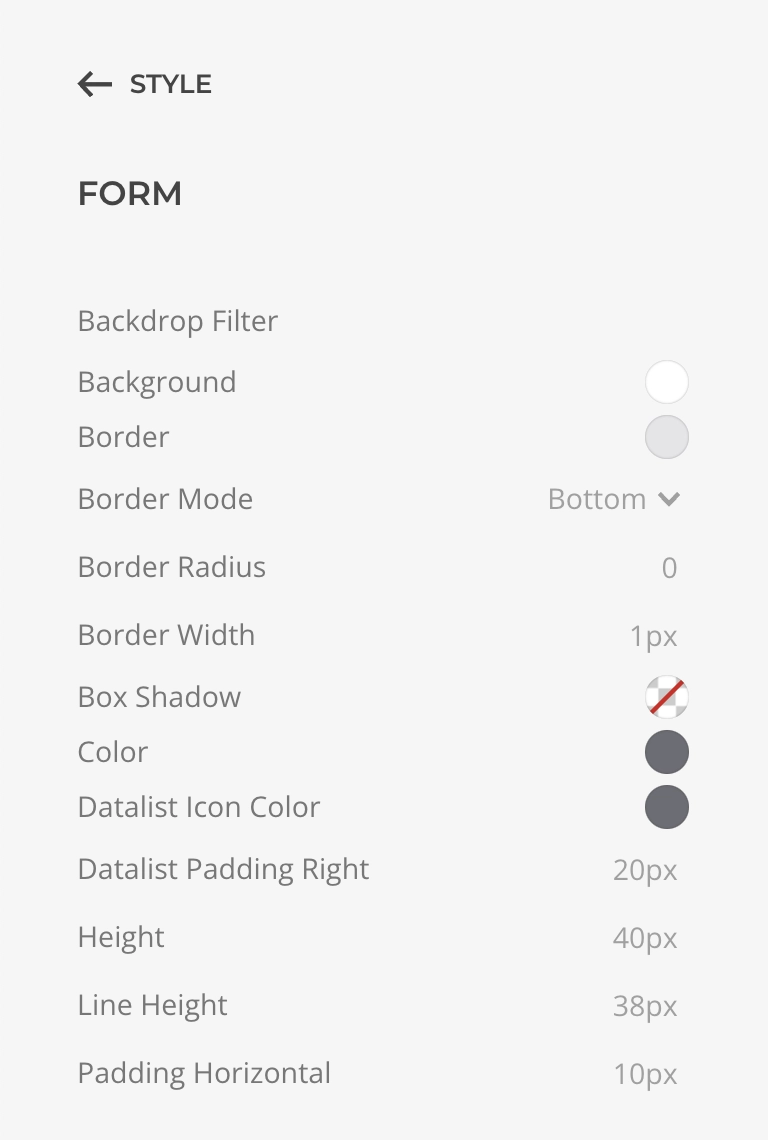 STYLE
FORM
Backdrop Filter
Background
Border
Border Mode Bottom
Border Radius 0
Border Width 1px
Box Shadow
Color
Datalist Icon Color
Datalist Padding Right 20px
Height 40px
Line Height 38px
Padding Horizontal 10px